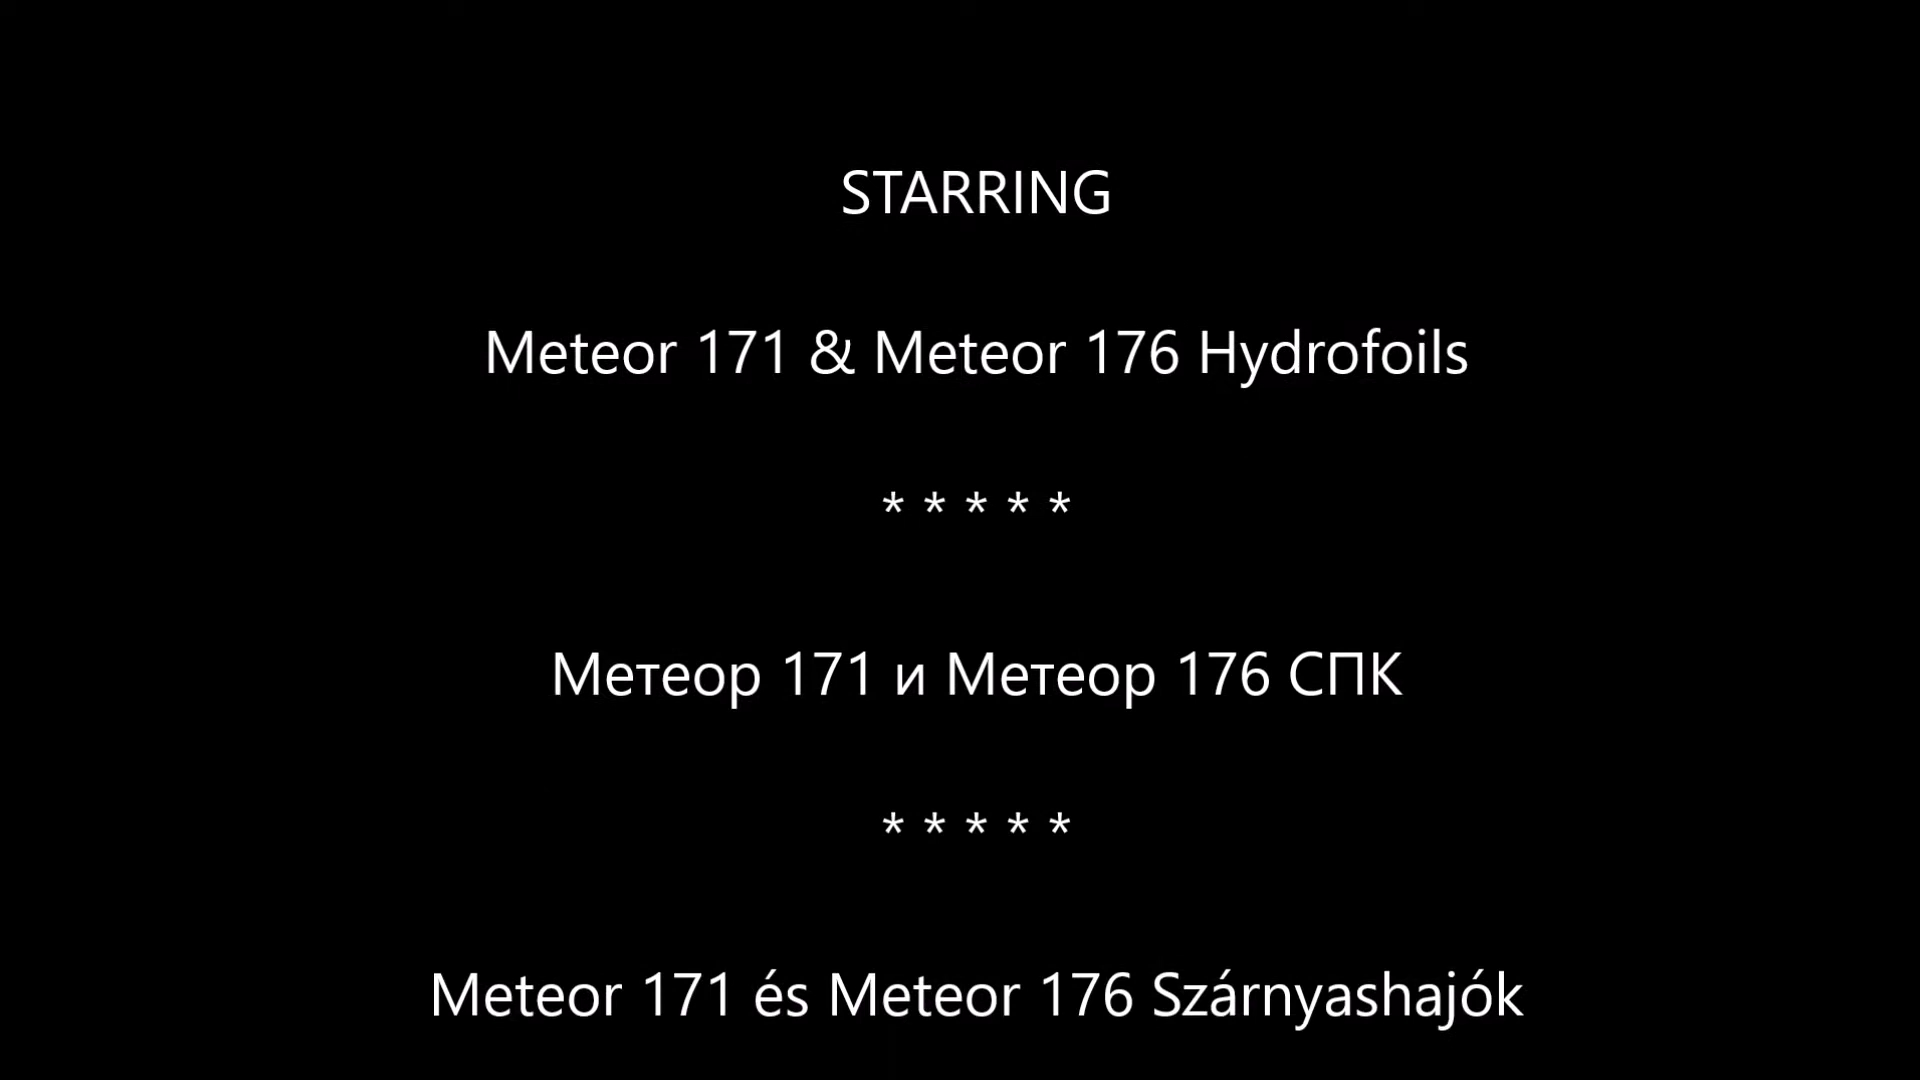 STARRING
Meteor 171 & Meteor 176 Hydrofoils
* * * * *
Метеор 171 и Метеор 176 СПК
* * * * *
Meteor 171 és Meteor 176 Szárnyashajók